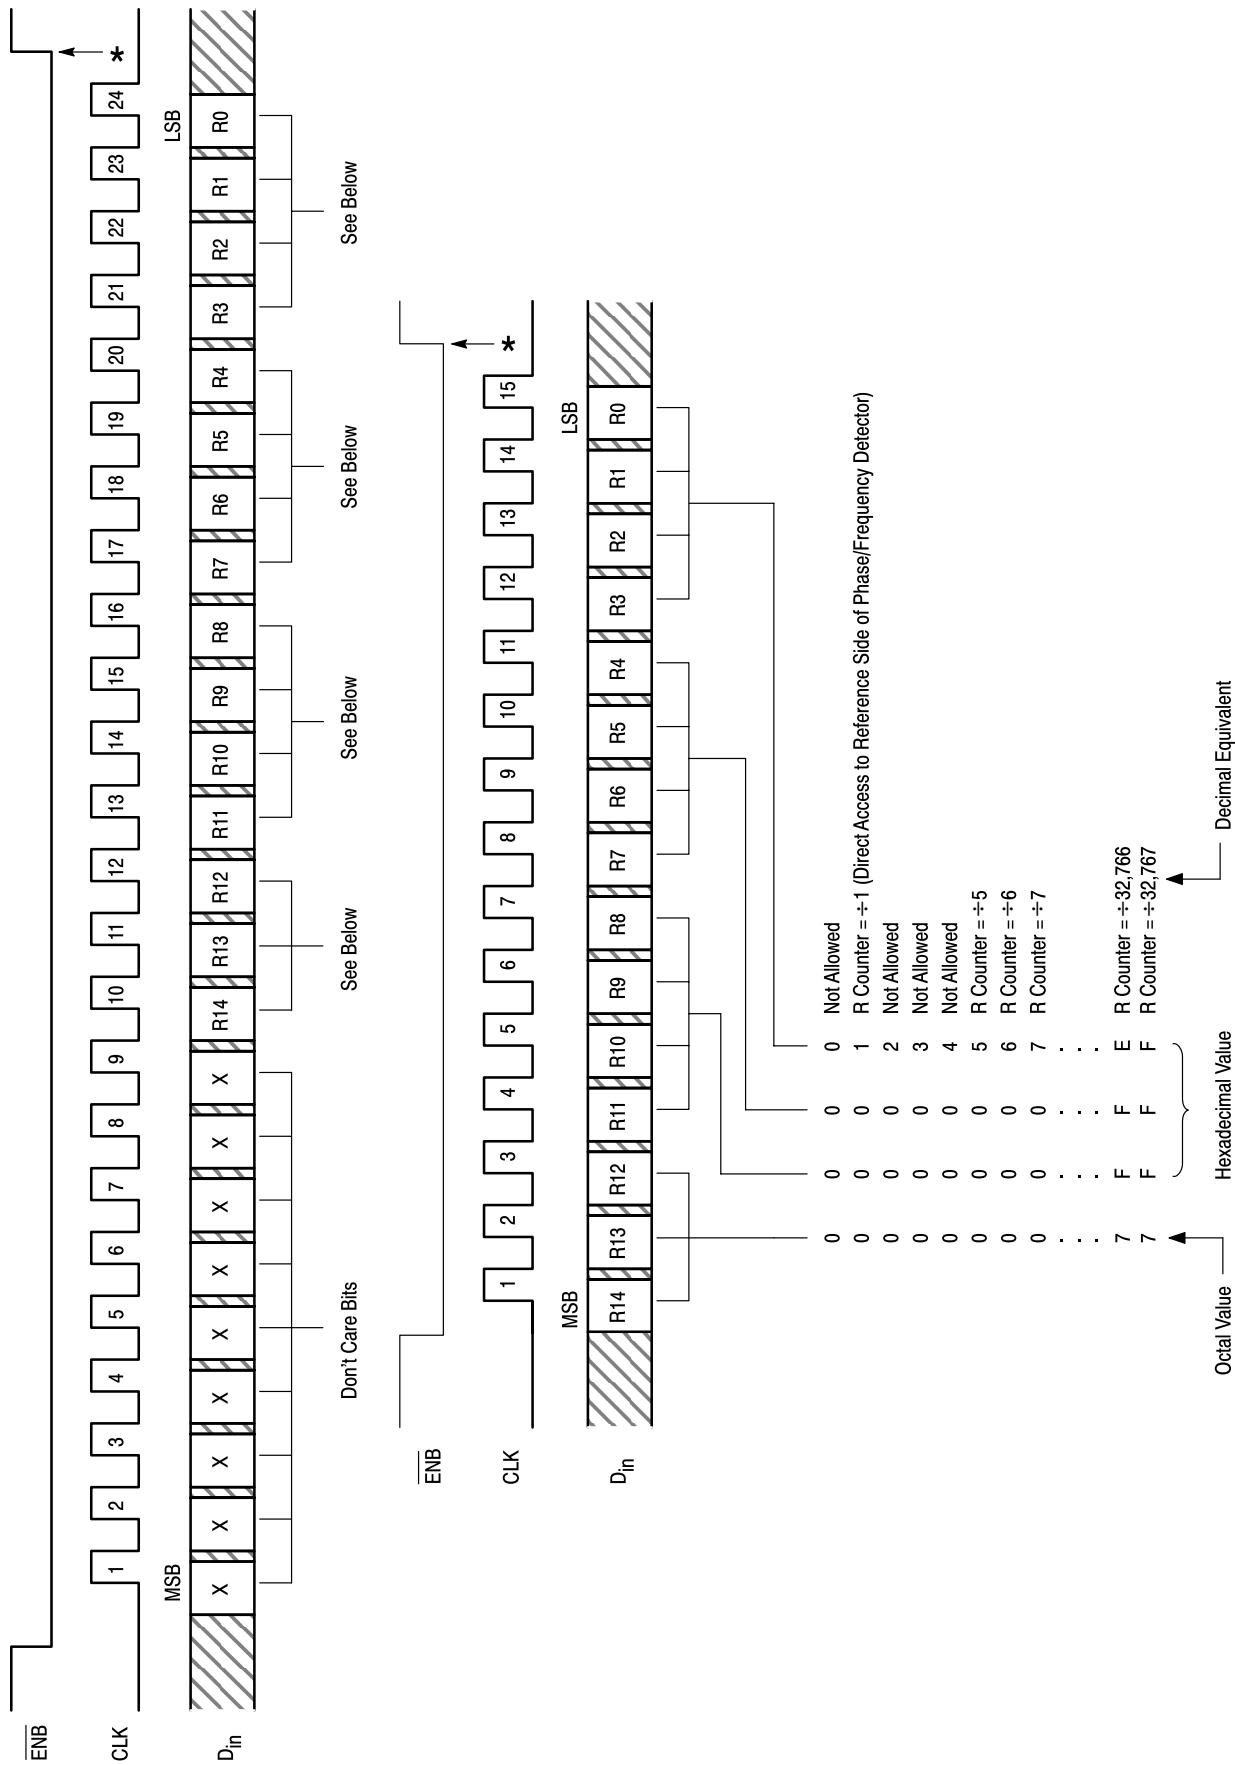 ENB
CLK
1 2 3 4 5 6 7 8 9 10 11 12 13 14 15 16 17 18 19 20 21 22 23 24
*
MSB LSB
Din
X X X X X X X X X R14 R13 R12 R11 R10 R9 R8 R7 R6 R5 R4 R3 R2 R1 R0
Don't Care Bits See Below See Below See Below See Below
ENB
CLK
1 2 3 4 5 6 7 8 9 10 11 12 13 14 15
*
MSB LSB
Din
R14 R13 R12 R11 R10 R9 R8 R7 R6 R5 R4 R3 R2 R1 R0
0 0 0 0 Not Allowed
0 0 0 1 R Counter = ÷1 (Direct Access to Reference Side of Phase/Frequency Detector)
0 0 0 2 Not Allowed
0 0 0 3 Not Allowed
0 0 0 4 Not Allowed
0 0 0 5 R Counter = ÷5
0 0 0 6 R Counter = ÷6
0 0 0 7 R Counter = ÷7
. . . .
. . . .
. . . .
7 F F E R Counter = ÷32,766
7 F F F R Counter = ÷32,767
Octal Value Hexadecimal Value Decimal Equivalent